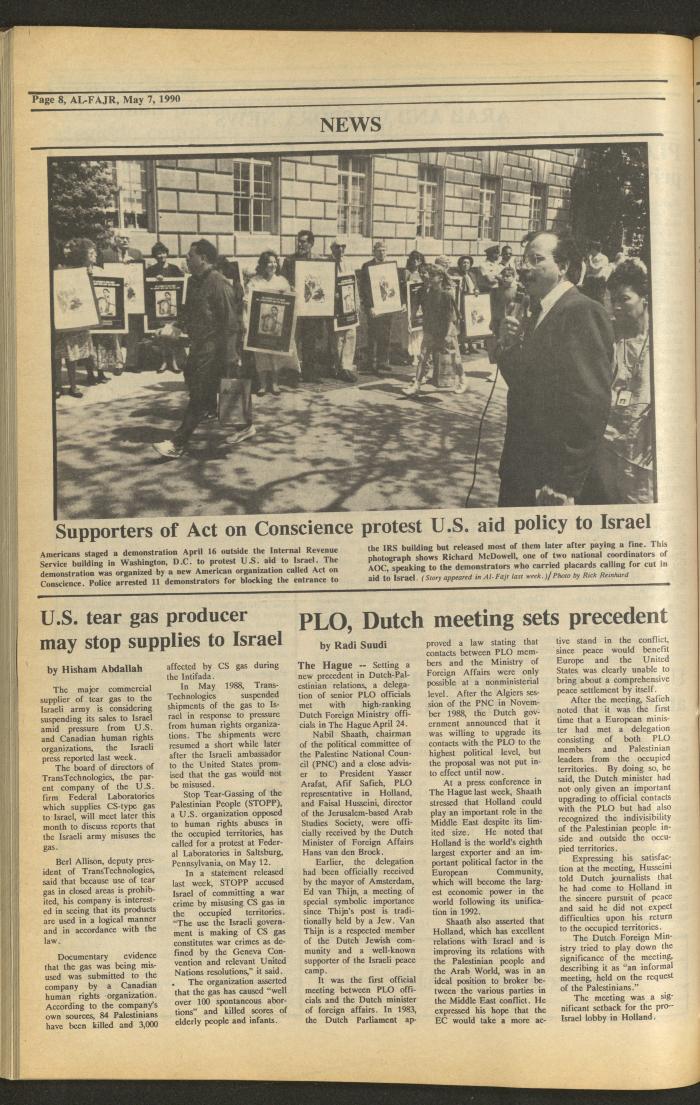 Page 8, AL-FAJR, May 7, 1990
NEWS
Supporters of Act on Conscience protest U.S. aid policy to Israel
Americans staged a demonstration April 16 outside the Internal Revenue
Service building in Washington, D.C. to protest U.S. aid to Israel. The
demonstration was organized by a new American organization called Act on
Conscience. Police arrested 11 demonstrators for blocking the entrance to
the IRS building but released most of them later after paying a fine. This
photograph shows Richard McDowell, one of two national coordinators of
AOC, speaking to the demonstrators who carried placards calling for cut in
aid to Israel. (Story appeared in Al-Fajr last week.)/ Photo by Rick Reinhard
U.S. tear gas producer
may stop supplies to Israel
by Hisham Abdallah
The major commercial
supplier of tear gas to the
Israeli army is considering
suspending its sales to Israel
amid pressure from U.S.
and Canadian human rights
organizations, the Israeli
press reported last week.
The board of directors of
TransTechnologies, the par-
ent company of the U.S.
firm Federal Laboratories
which supplies CS-type gas
to Israel, will meet later this
month to discuss reports that
the Israeli army misuses the
gas.
Berl Allison, deputy pres-
ident of TransTechnologies,
said that because use of tear
gas in closed areas is prohib-
ited, his company is interest-
ed in seeing that its products
are used in a logical manner
and in accordance with the
law.
Documentary evidence
that the gas was being mis-
used was submitted to the
company by a Canadian
human rights organization.
According to the company's
own sources, 84 Palestinians
have been killed and 3,000
affected by CS gas during
the Intifada.
In May 1988, Trans-
Technologies suspended
shipments of the gas to Is-
rael in response to pressure
from human rights organiza-
tions. The shipments were
resumed a short while later
after the Israeli ambassador
to the United States prom-
ised that the gas would not
be misused.
Stop Tear-Gassing of the
Palestinian People (STOPP),
a U.S. organization opposed
to human rights abuses in
the occupied territories, has
called for a protest at Feder-
al Laboratories in Saltsburg,
Pennsylvania, on May 12.
In a statement released
last week, STOPP accused
Israel of committing a war
crime by misusing CS gas in
the occupied territories.
"The use the Israeli govern-
ment is making of CS gas
constitutes war crimes as de-
fined by the Geneva Con-
vention and relevant United
Nations resolutions," it said.
The organization asserted
that the gas has caused "well
over 100 spontaneous abor-
tions" and killed scores of
elderly people and infants.
PLO, Dutch meeting sets precedent
by Radi Suudi
The Hague -- Setting a
new precedent in Dutch-Pal-
estinian relations, a delega-
tion of senior PLO officials
met with high-ranking
Dutch Foreign Ministry offi-
cials in The Hague April 24.
Nabil Shaath, chairman
of the political committee of
the Palestine National Coun-
cil (PNC) and a close advis-
er to President Yasser
Arafat, Afif Safieh, PLO
representative in Holland,
and Faisal Husseini, director
of the Jerusalem-based Arab
Studies Society, were offi-
cially received by the Dutch
Minister of Foreign Affairs
Hans van den Broek.
Earlier, the delegation
had been officially received
by the mayor of Amsterdam,
Ed van Thijn, a meeting of
special symbolic importance
since Thijn's post is tradi-
tionally held by a Jew. Van
Thijn is a respected member
of the Dutch Jewish com-
munity and a well-known
supporter of the Israeli peace
camp.
It was the first official
meeting between PLO offi-
cials and the Dutch minister
of foreign affairs. In 1983,
the Dutch Parliament ap-
proved a law stating that
contacts between PLO mem-
bers and the Ministry of
Foreign Affairs were only
possible at a nonministerial
level. After the Algiers ses-
sion of the PNC in Novem-
ber 1988, the Dutch gov-
ernment announced that it
was willing to upgrade its
contacts with the PLO to the
highest political level, but
the proposal was not put in-
to effect until now.
At a press conference in
The Hague last week, Shaath
stressed that Holland could
play an important role in the
Middle East despite its lim-
ited size. He noted that
Holland is the world's eighth
largest exporter and an im-
portant political factor in the
European Community,
which will become the larg-
est economic power in the
world following its unifica-
tion in 1992.
Shaath also asserted that
Holland, which has excellent
relations with Israel and is
improving its relations with
the Palestinian people and
the Arab World, was in an
ideal position to broker be-
tween the various parties in
the Middle East conflict. He
expressed his hope that the
EC would take a more ac-
tive stand in the conflict,
since peace would benefit
Europe and the United
States was clearly unable to
bring about a comprehensive
peace settlement by itself.
After the meeting, Safieh
noted that it was the first
time that a European minis-
ter had met a delegation
consisting of both PLO
members and Palestinian
leaders from the occupied
territories. By doing so, he
said, the Dutch minister had
not only given an important
upgrading to official contacts
with the PLO but had also
recognized the indivisibility
of the Palestinian people in-
side and outside the occu-
pied territories.
Expressing his satisfac-
tion at the meeting, Husseini
told Dutch journalists that
he had come to Holland in
the sincere pursuit of peace
and said he did not expect
difficulties upon his return
to the occupied territories.
The Dutch Foreign Min-
istry tried to play down the
significance of the meeting,
describing it as "an informal
meeting, held on the request
of the Palestinians."
The meeting was a sig-
nificant setback for the pro-
Israel lobby in Holland.